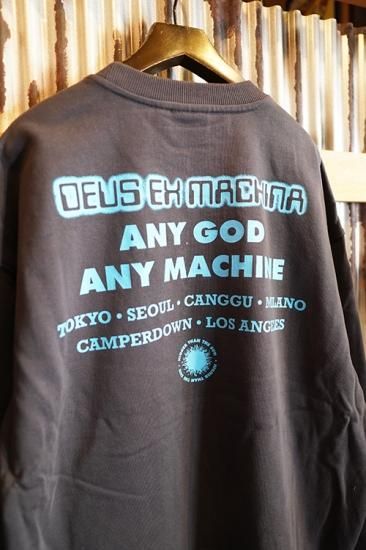 DEUS EX MACHINA
ANY GOD
ANY MACHINE
TOKYO • SEOUL • CANGGU • MILANO
CAMPERDOWN • LOS ANGELES